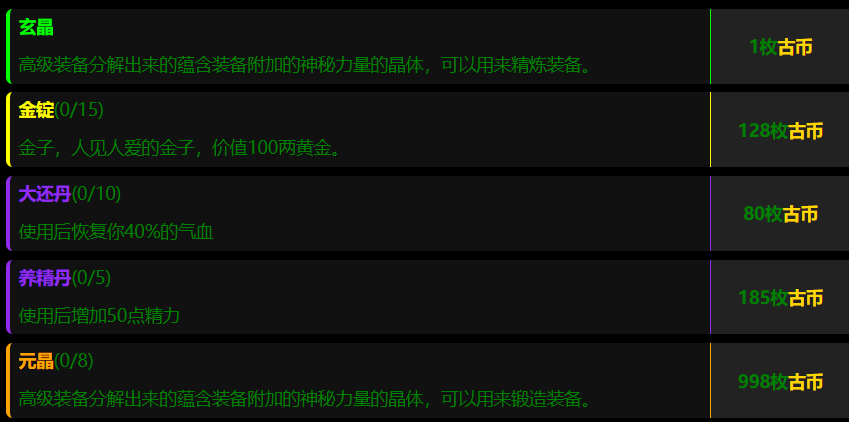 玄晶
高级装备分解出来的蕴含装备附加的神秘力量的晶体，可以用来精炼装备。
1枚古币
金锭(0/15)
金子，人见人爱的金子，价值100两黄金。
128枚古币
大还丹(0/10)
使用后恢复你40%的气血
80枚古币
养精丹(0/5)
使用后增加50点精力
185枚古币
元晶(0/8)
高级装备分解出来的蕴含装备附加的神秘力量的晶体，可以用来锻造装备。
998枚古币